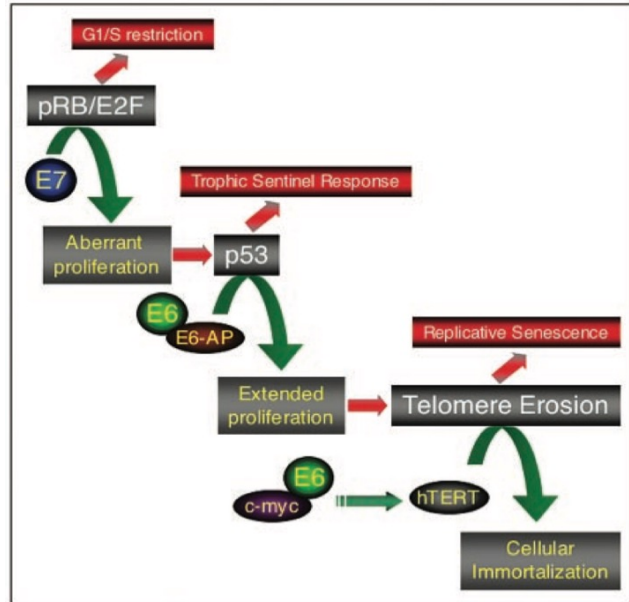 G1/S restriction
pRB/E2F
E7
Trophic Sentinel Response
Aberrant
proliferation
p53
E6
E6-AP
Replicative Senescence
Extended
proliferation
Telomere Erosion
E6
c-myc
hTERT
Cellular
Immortalization